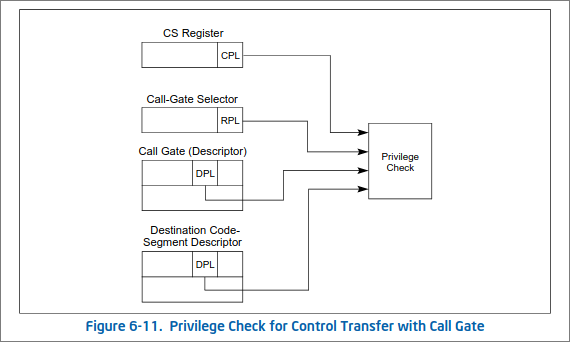 CS Register
CPL
Call-Gate Selector
RPL
Call Gate (Descriptor)
DPL
Privilege
Check
Destination Code-
Segment Descriptor
DPL
Figure 6-11. Privilege Check for Control Transfer with Call Gate